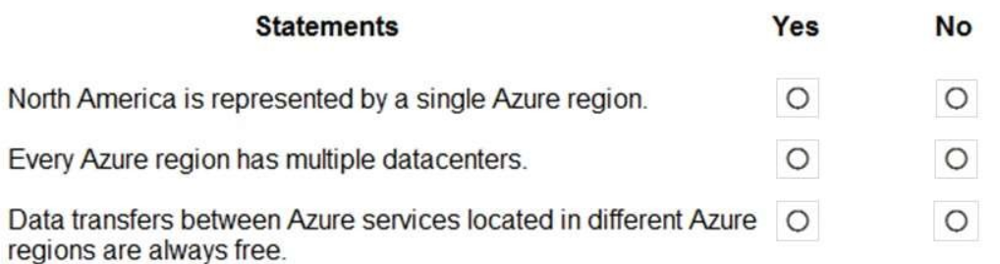 Statements Yes No
North America is represented by a single Azure region.
Every Azure region has multiple datacenters.
Data transfers between Azure services located in different Azure
regions are always free.